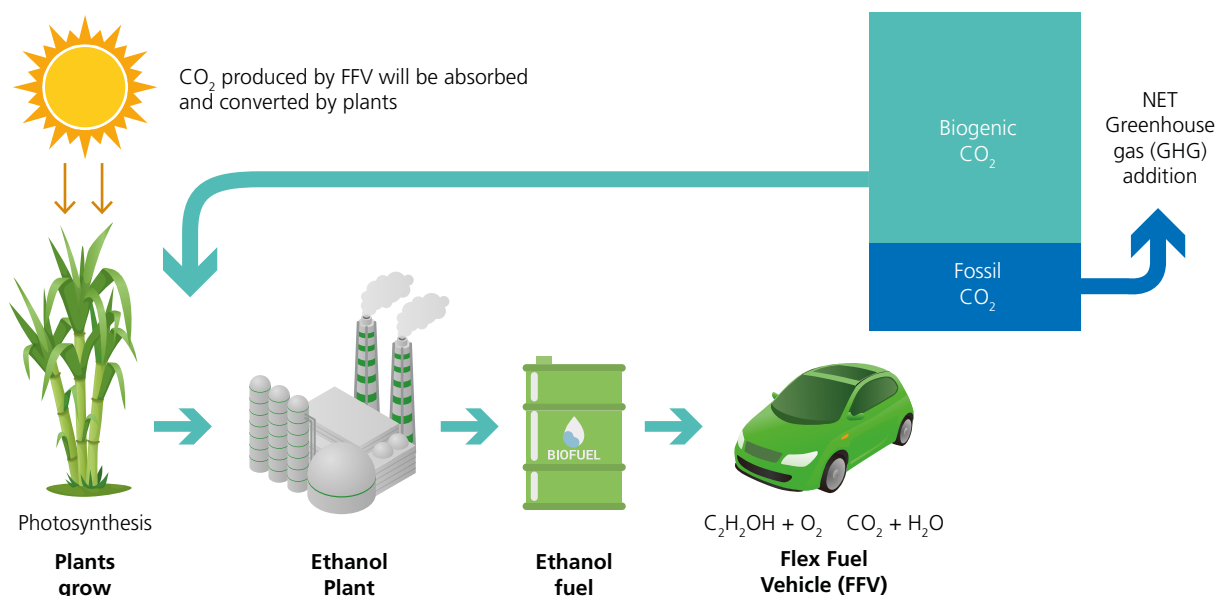 CO₂ produced by FFV will be absorbed
and converted by plants
Biogenic
CO₂
NET
Greenhouse
gas (GHG)
addition
Fossil
CO₂
BIOFUEL
Photosynthesis
Plants
grow
Ethanol
Plant
Ethanol
fuel
C₂H₂OH + O₂ CO₂ + H₂O
Flex Fuel
Vehicle (FFV)